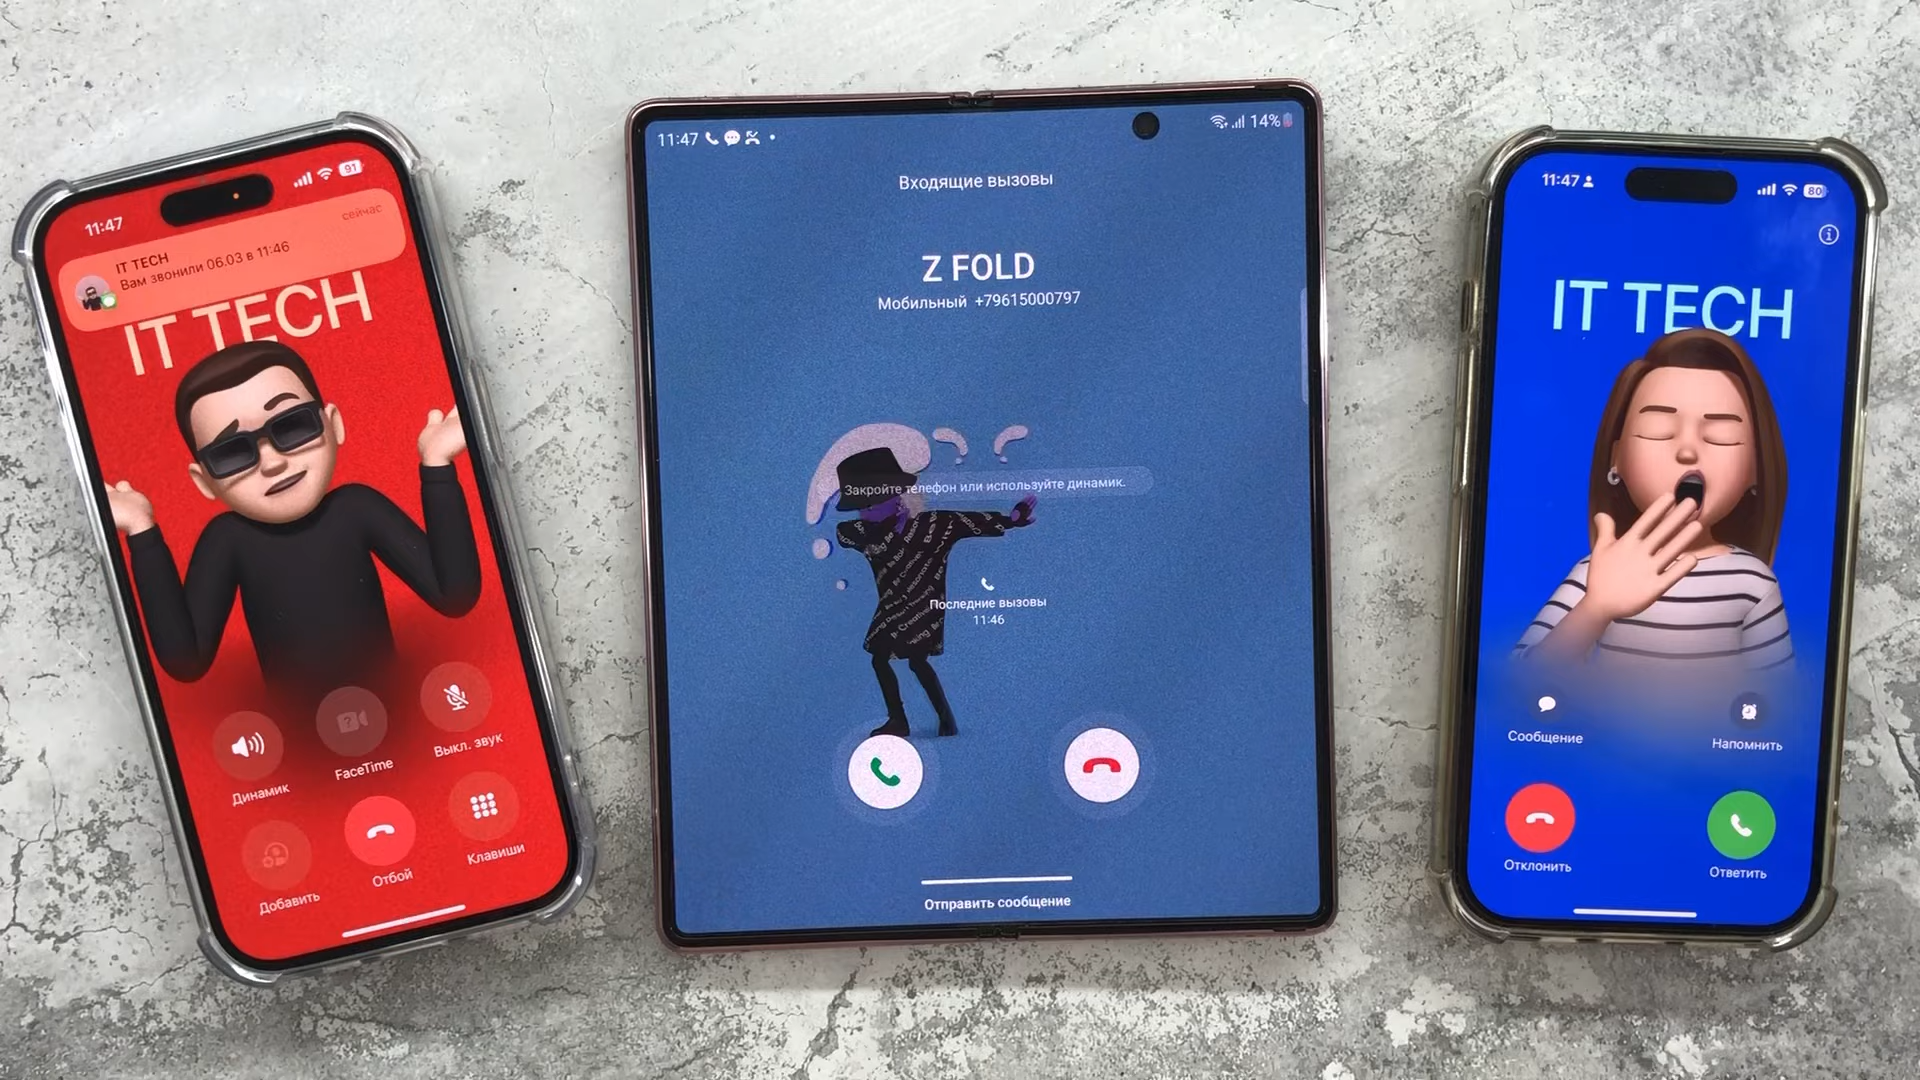 11:47
91
IT TECH
сейчас
Вам звонили 06.03 в 11:46
IT TECH
Динамик
FaceTime
Выкл. звук
Добавить
Отбой
Клавиши
11:47
14%
Входящие вызовы
Z FOLD
Мобильный +79615000797
Закройте телефон или используйте динамик.
Последние вызовы
11:46
Отправить сообщение
11:47
80
IT TECH
Сообщение
Напомнить
Отклонить
Ответить